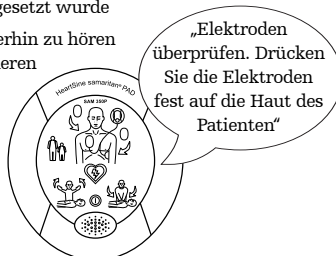 gesetzt wurde
erhin zu hören
eren
„Elektroden
überprüfen. Drücken
Sie die Elektroden
fest auf die Haut des
Patienten“
HeartSine samaritan® PAD
SAM 350P